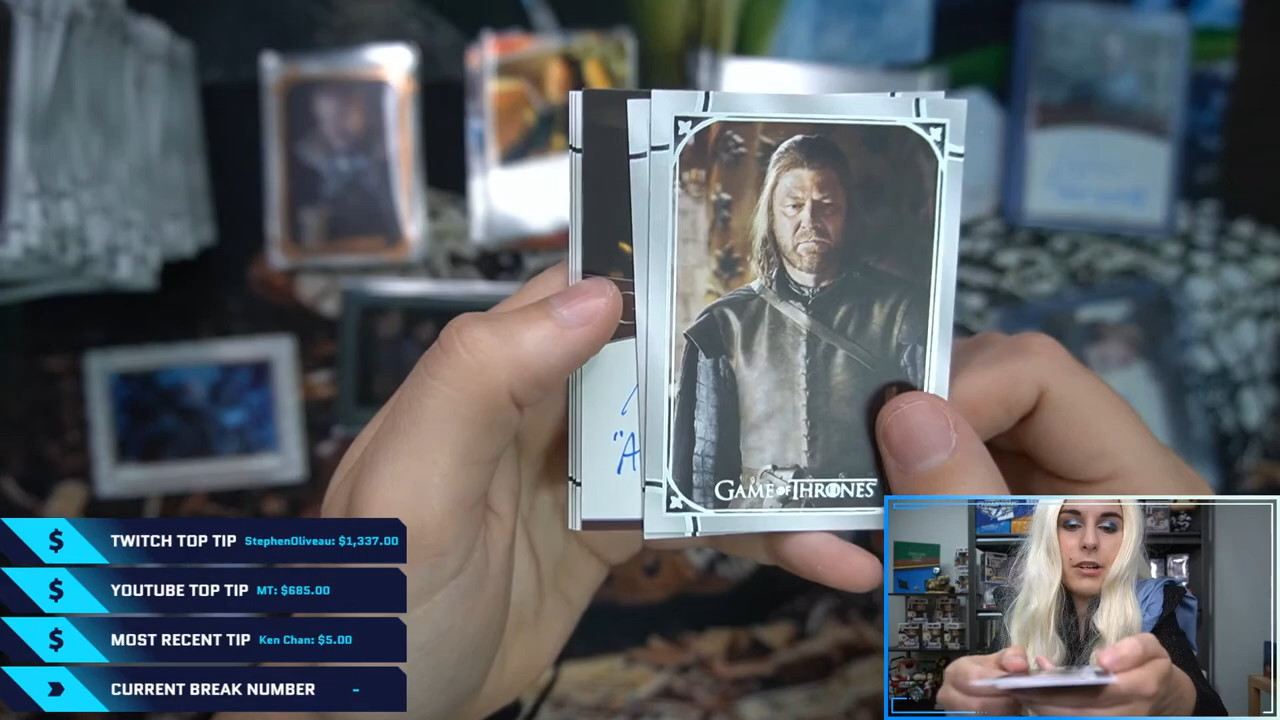 "A
GAME OF THRONES
$ TWITCH TOP TIP StephenOliveau: $1,337.00
$ YOUTUBE TOP TIP MT: $685.00
$ MOST RECENT TIP Ken Chan: $5.00
CURRENT BREAK NUMBER -